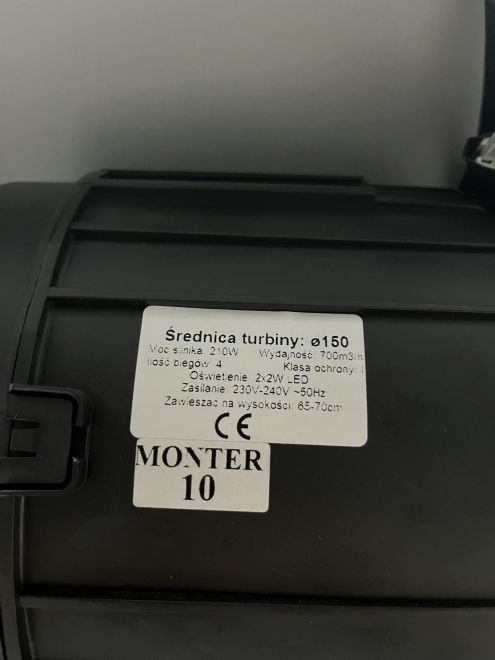 Średnica turbiny: ø150
Moc silnika: 210W Wydajność: 700m3/h
Ilość biegów: 4 Klasa ochrony: I
Oświetlenie: 2x2W LED
Zasilanie: 230V-240V ~50Hz
Zawieszać na wysokości: 65-70cm
CE
MONTER
10